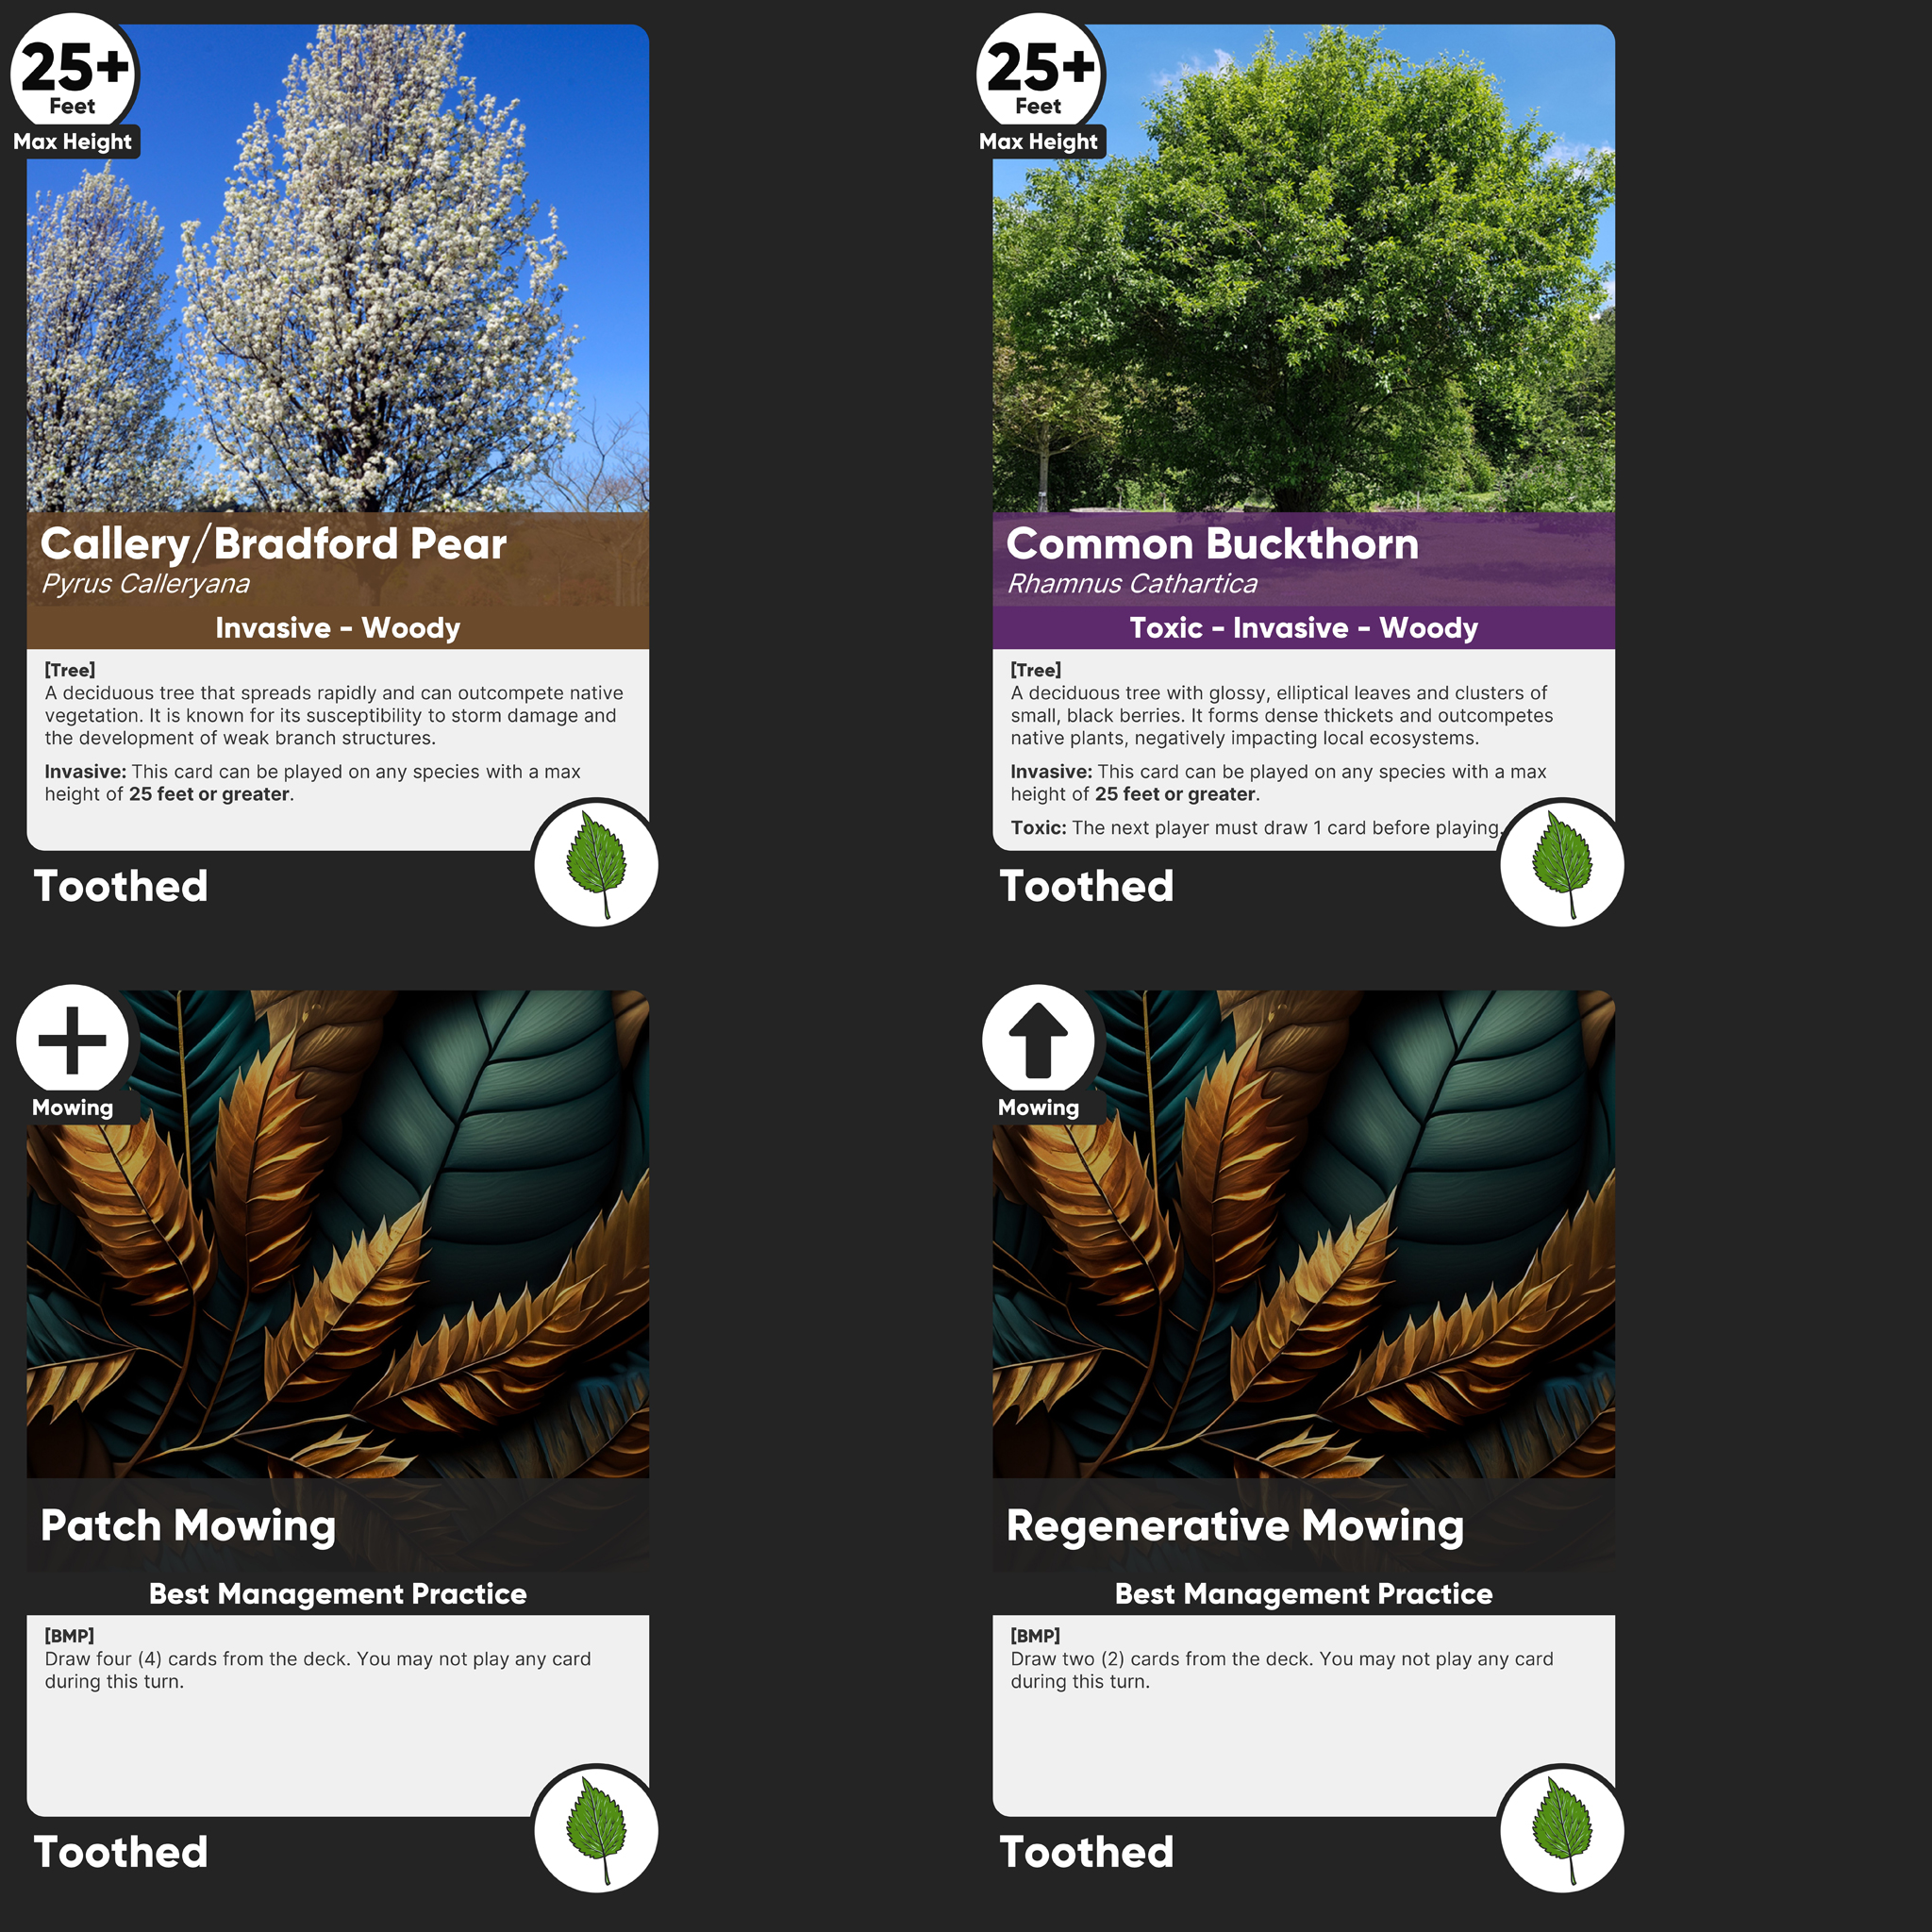 25+
Feet
Max Height
Callery/Bradford Pear
Pyrus Calleryana
Invasive - Woody
[Tree]
A deciduous tree that spreads rapidly and can outcompete native
vegetation. It is known for its susceptibility to storm damage and
the development of weak branch structures.
Invasive: This card can be played on any species with a max
height of 25 feet or greater.
Toothed
25+
Feet
Max Height
Common Buckthorn
Rhamnus Cathartica
Toxic - Invasive - Woody
[Tree]
A deciduous tree with glossy, elliptical leaves and clusters of
small, black berries. It forms dense thickets and outcompetes
native plants, negatively impacting local ecosystems.
Invasive: This card can be played on any species with a max
height of 25 feet or greater.
Toxic: The next player must draw 1 card before playing.
Toothed
Mowing
Patch Mowing
Best Management Practice
[BMP]
Draw four (4) cards from the deck. You may not play any card
during this turn.
Toothed
Mowing
Regenerative Mowing
Best Management Practice
[BMP]
Draw two (2) cards from the deck. You may not play any card
during this turn.
Toothed